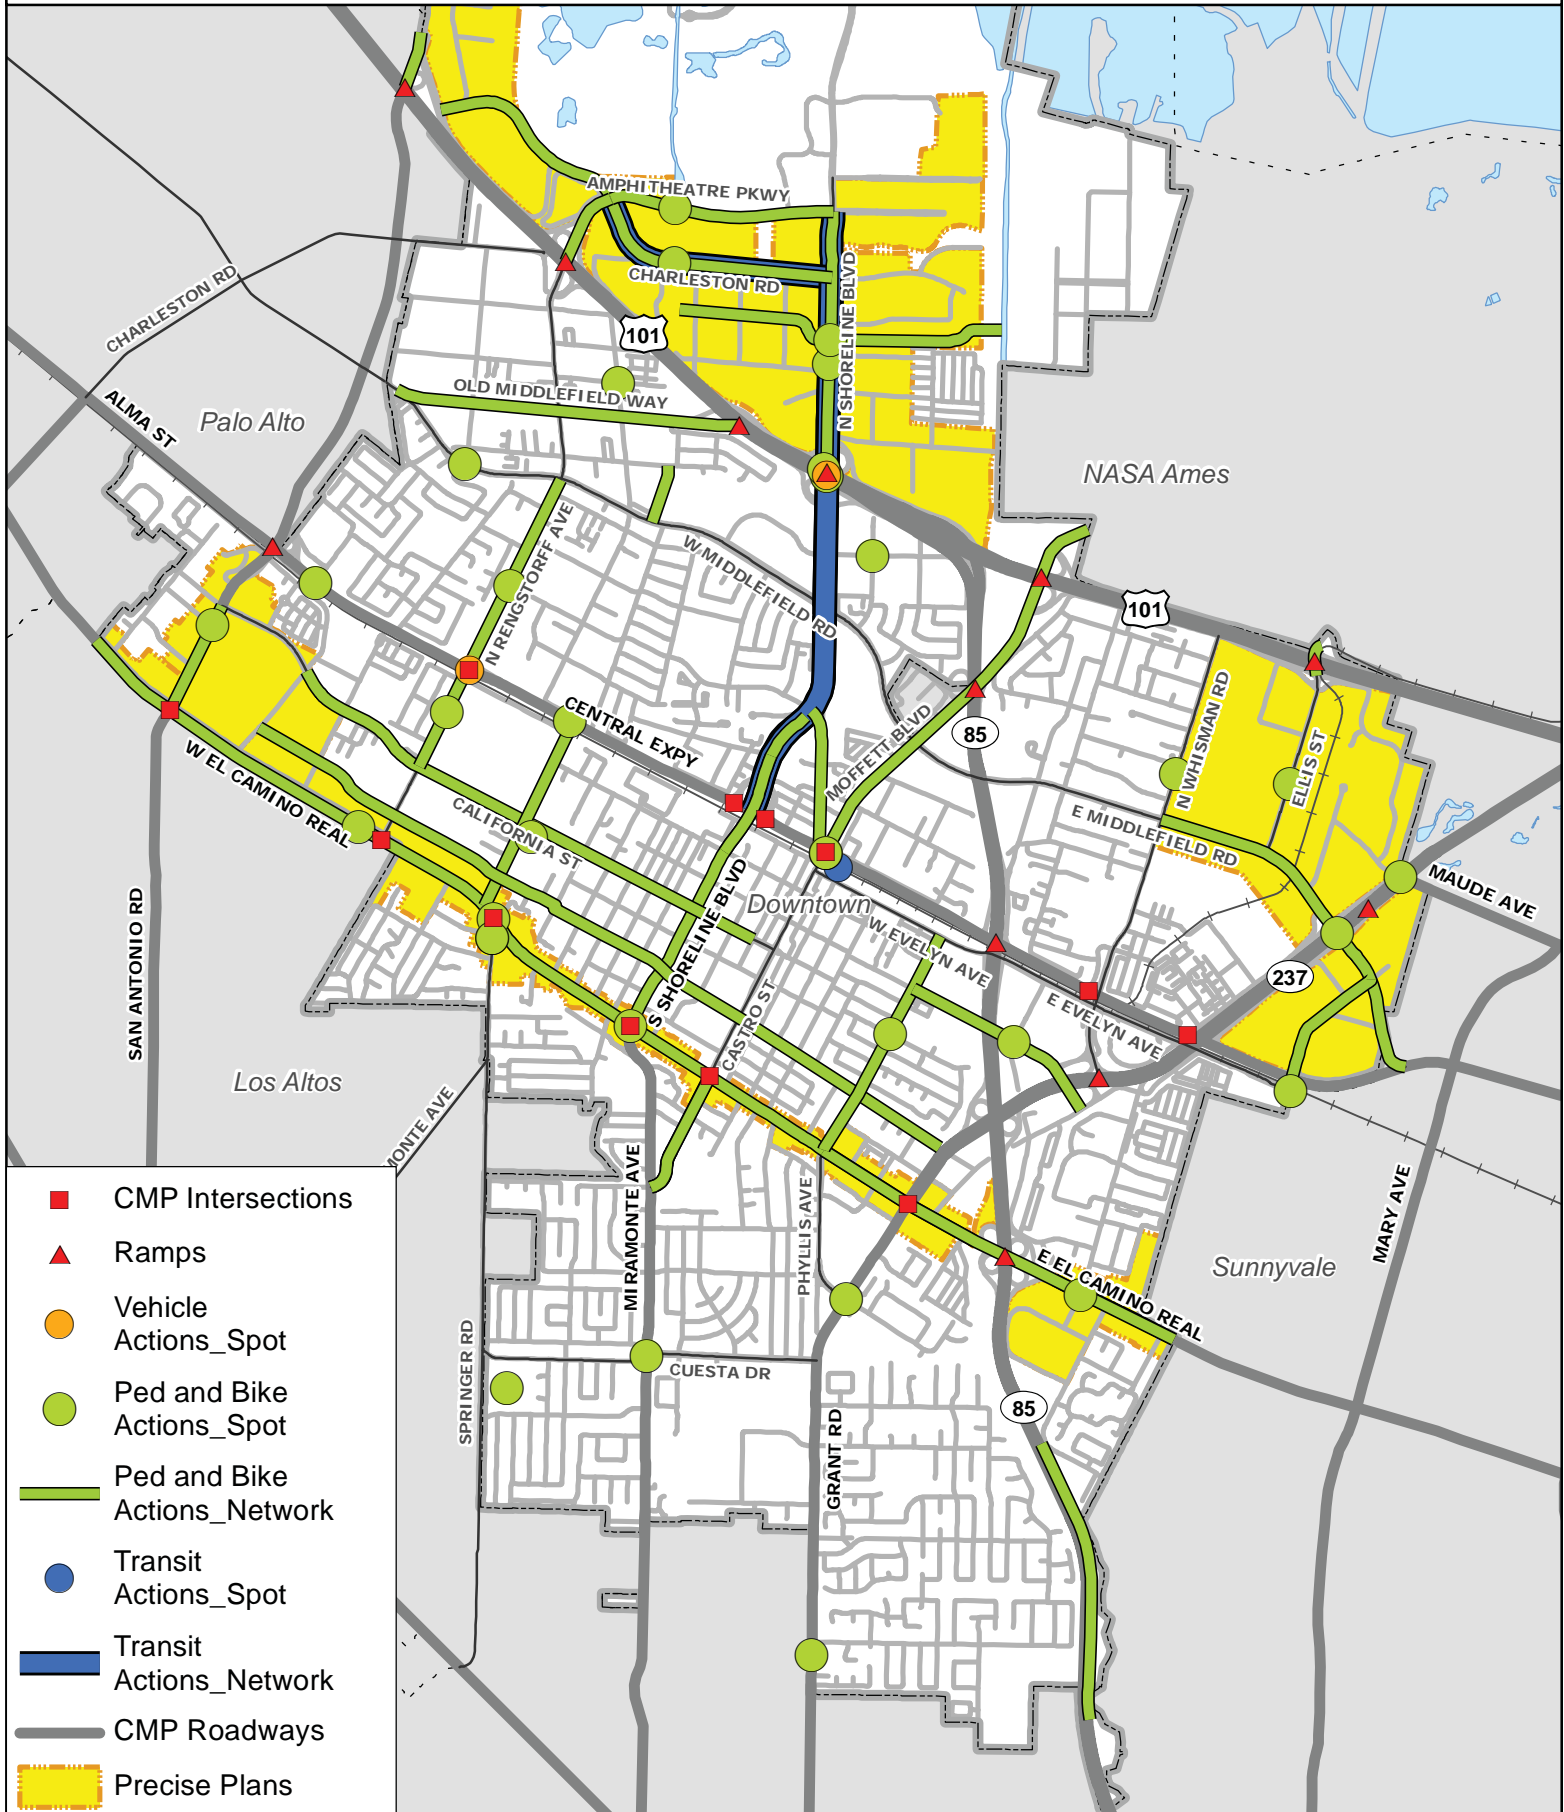 AMPHITHEATRE PKWY
CHARLESTON RD
N SHORELINE BLVD
CHARLESTON RD
101
OLD MIDDLEFIELD WAY
ALMA ST
Palo Alto
NASA Ames
N RENGSTORFF AVE
W MIDDLEFIELD RD
101
CENTRAL EXPY
MOFFETT BLVD
85
N WHISMAN RD
ELLIS ST
W EL CAMINO REAL
CALIFORNIA ST
E MIDDLEFIELD RD
MAUDE AVE
SAN ANTONIO RD
S SHORELINE BLVD
Downtown
W EVELYN AVE
237
CASTRO ST
E EVELYN AVE
Los Altos
MONTE AVE
MIRAMONTE AVE
PHYLLIS AVE
MARY AVE
Sunnyvale
E EL CAMINO REAL
SPRINGER RD
CUESTA DR
85
GRANT RD
CMP Intersections
Ramps
Vehicle
Actions_Spot
Ped and Bike
Actions_Spot
Ped and Bike
Actions_Network
Transit
Actions_Spot
Transit
Actions_Network
CMP Roadways
Precise Plans